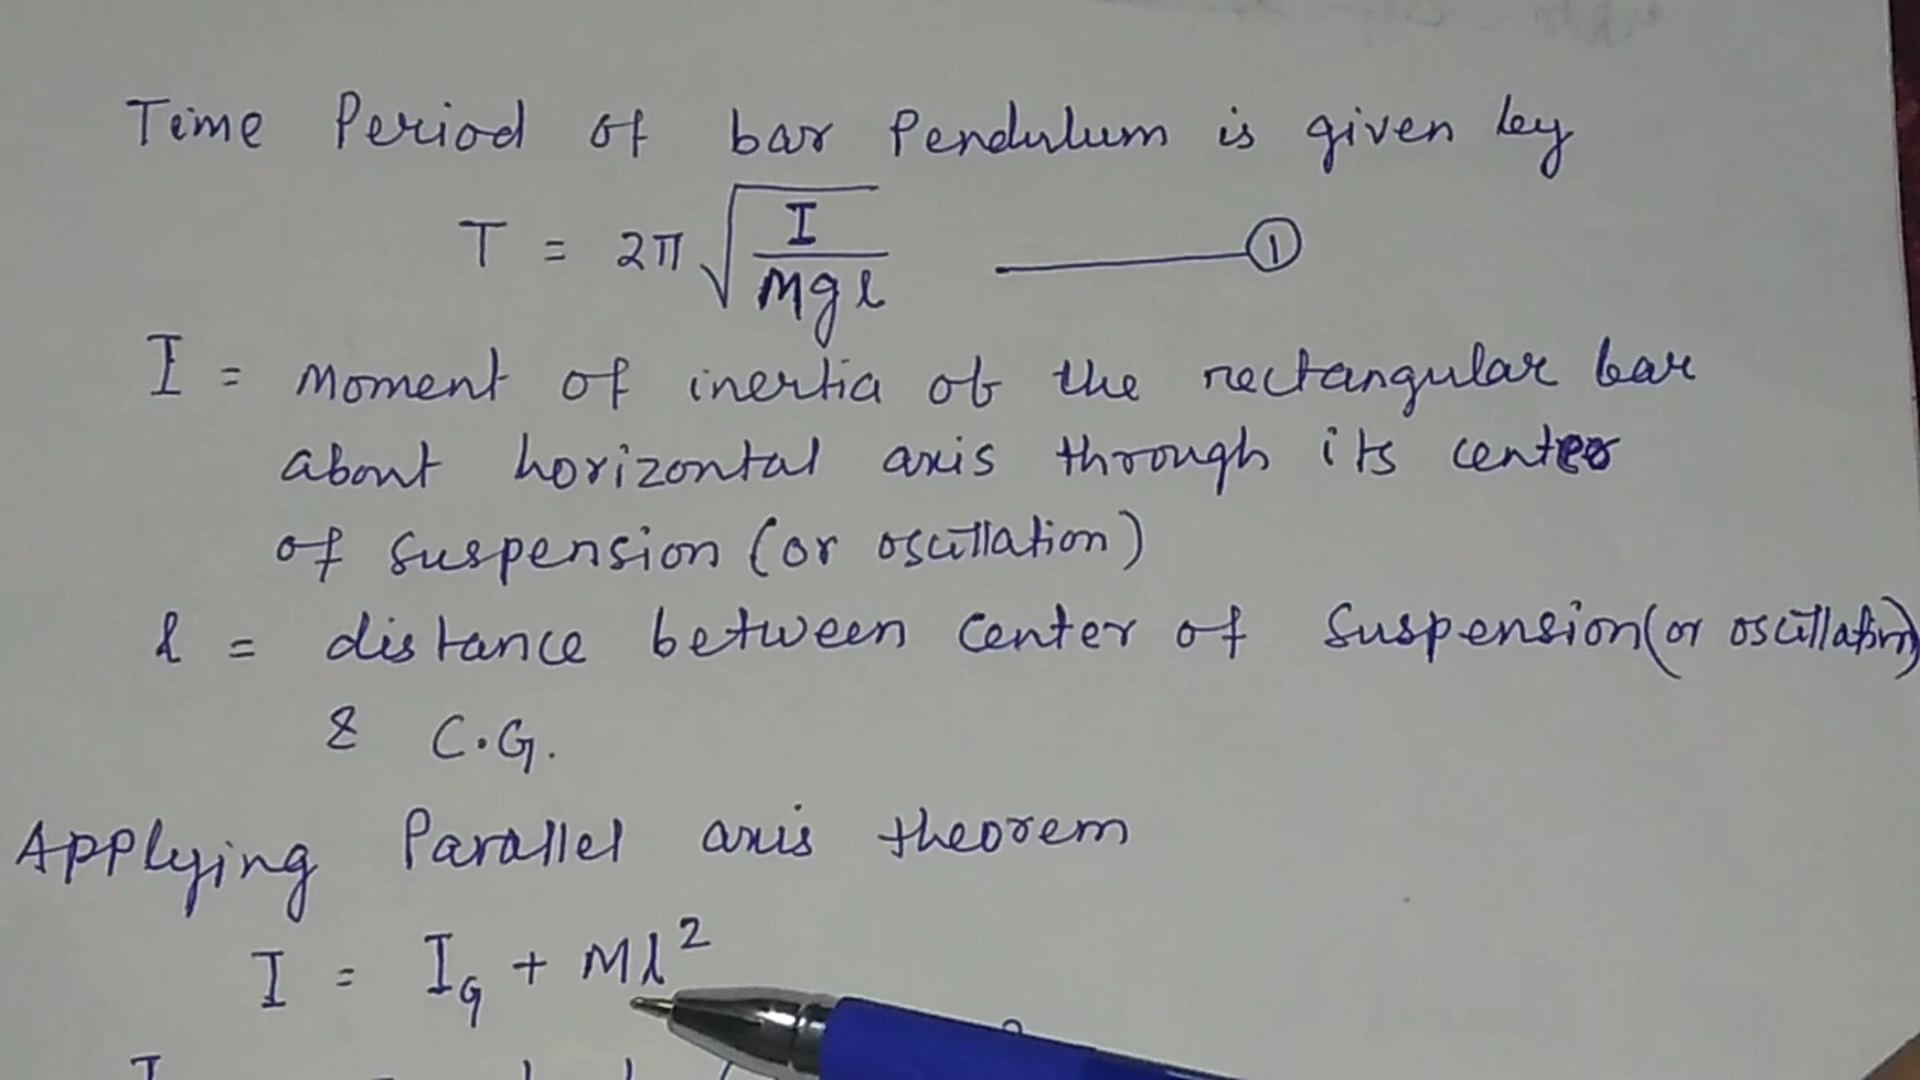 Time Period of bar Pendulum is given by
T = 2π √(I / Mgl) ——— ①
I = Moment of inertia of the rectangular bar
about horizontal axis through its center
of suspension (or oscillation)
l = distance between center of suspension (or oscillation)
& C.G.
Applying Parallel axis theorem
I = I_G + Ml²